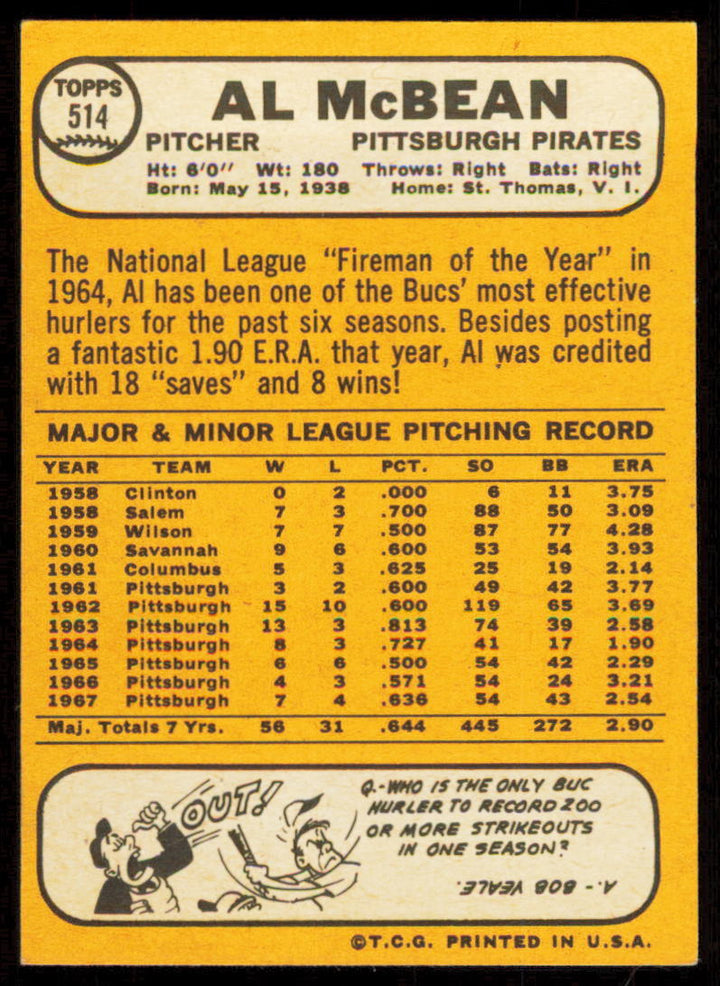 TOPPS
514
AL McBEAN
PITCHER PITTSBURGH PIRATES
Ht: 6'0" Wt: 180 Throws: Right Bats: Right
Born: May 15, 1938 Home: St. Thomas, V. I.
The National League "Fireman of the Year" in
1964, Al has been one of the Bucs' most effective
hurlers for the past six seasons. Besides posting
a fantastic 1.90 E.R.A. that year, Al was credited
with 18 "saves" and 8 wins!
MAJOR & MINOR LEAGUE PITCHING RECORD
YEAR TEAM W L PCT. SO BB ERA
1958 Clinton 0 2 .000 6 11 3.75
1958 Salem 7 3 .700 88 50 3.09
1959 Wilson 7 7 .500 87 77 4.28
1960 Savannah 9 6 .600 53 54 3.93
1961 Columbus 5 3 .625 25 19 2.14
1961 Pittsburgh 3 2 .600 49 42 3.77
1962 Pittsburgh 15 10 .600 119 65 3.69
1963 Pittsburgh 13 3 .813 74 39 2.58
1964 Pittsburgh 8 3 .727 41 17 1.90
1965 Pittsburgh 6 6 .500 54 42 2.29
1966 Pittsburgh 4 3 .571 54 24 3.21
1967 Pittsburgh 7 4 .636 54 43 2.54
Maj. Totals 7 Yrs. 56 31 .644 445 272 2.90
OUT!
Q.-WHO IS THE ONLY BUC
HURLER TO RECORD 200
OR MORE STRIKEOUTS
IN ONE SEASON?
A.- BOB VEALE.
©T.C.G. PRINTED IN U.S.A.